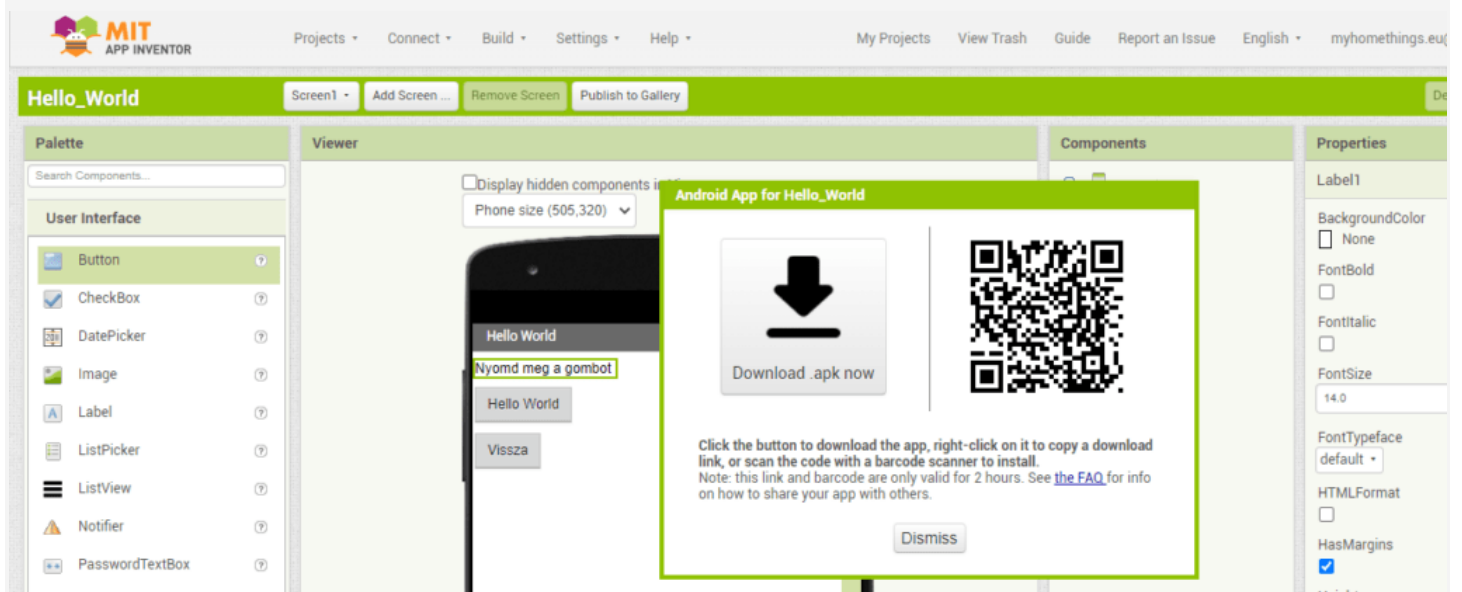 MIT
APP INVENTOR
Projects Connect Build Settings Help My Projects View Trash Guide Report an Issue English myhomethings.eu
Hello_World
Screen1 Add Screen ... Remove Screen Publish to Gallery De
Palette
Viewer
Components
Properties
Search Components...
User Interface
Button
CheckBox
DatePicker
Image
Label
ListPicker
ListView
Notifier
PasswordTextBox
Display hidden components in
Phone size (505,320)
Hello World
Nyomd meg a gombot
Hello World
Vissza
Android App for Hello_World
Download .apk now
Click the button to download the app, right-click on it to copy a download
link, or scan the code with a barcode scanner to install.
Note: this link and barcode are only valid for 2 hours. See the FAQ for info
on how to share your app with others.
Dismiss
Label1
BackgroundColor
None
FontBold
FontItalic
FontSize
14.0
FontTypeface
default
HTMLFormat
HasMargins